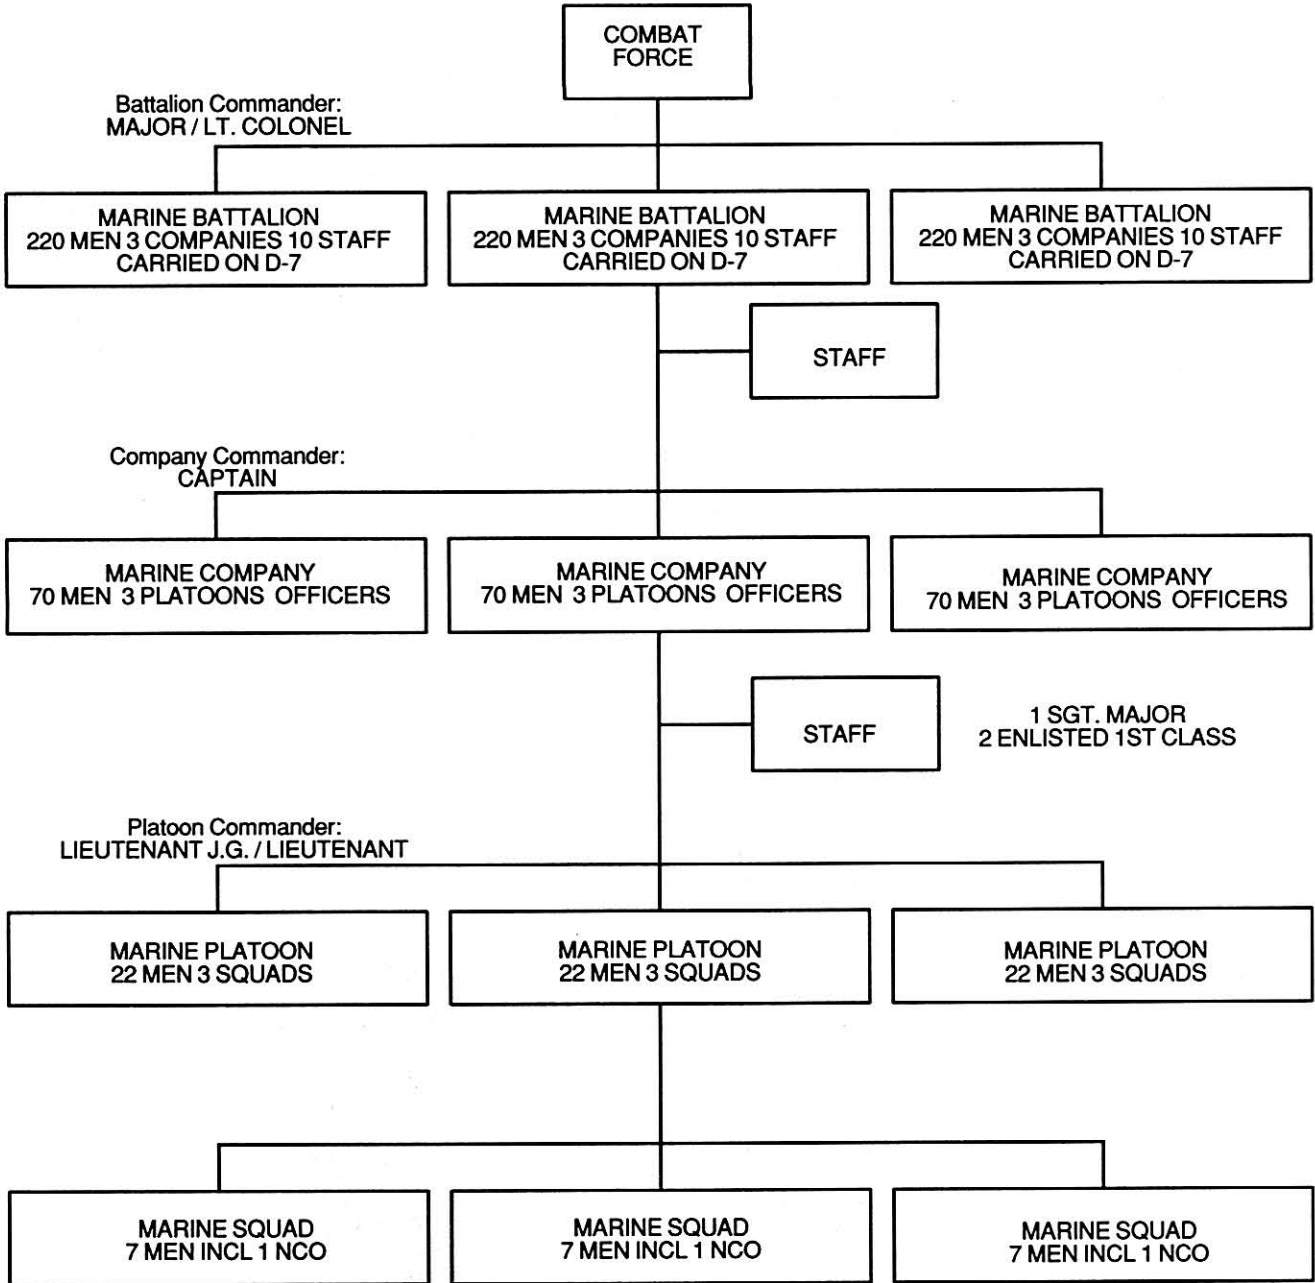 COMBAT
FORCE
Battalion Commander:
MAJOR / LT. COLONEL
MARINE BATTALION
220 MEN 3 COMPANIES 10 STAFF
CARRIED ON D-7
MARINE BATTALION
220 MEN 3 COMPANIES 10 STAFF
CARRIED ON D-7
MARINE BATTALION
220 MEN 3 COMPANIES 10 STAFF
CARRIED ON D-7
STAFF
Company Commander:
CAPTAIN
MARINE COMPANY
70 MEN 3 PLATOONS OFFICERS
MARINE COMPANY
70 MEN 3 PLATOONS OFFICERS
MARINE COMPANY
70 MEN 3 PLATOONS OFFICERS
STAFF
1 SGT. MAJOR
2 ENLISTED 1ST CLASS
Platoon Commander:
LIEUTENANT J.G. / LIEUTENANT
MARINE PLATOON
22 MEN 3 SQUADS
MARINE PLATOON
22 MEN 3 SQUADS
MARINE PLATOON
22 MEN 3 SQUADS
MARINE SQUAD
7 MEN INCL 1 NCO
MARINE SQUAD
7 MEN INCL 1 NCO
MARINE SQUAD
7 MEN INCL 1 NCO